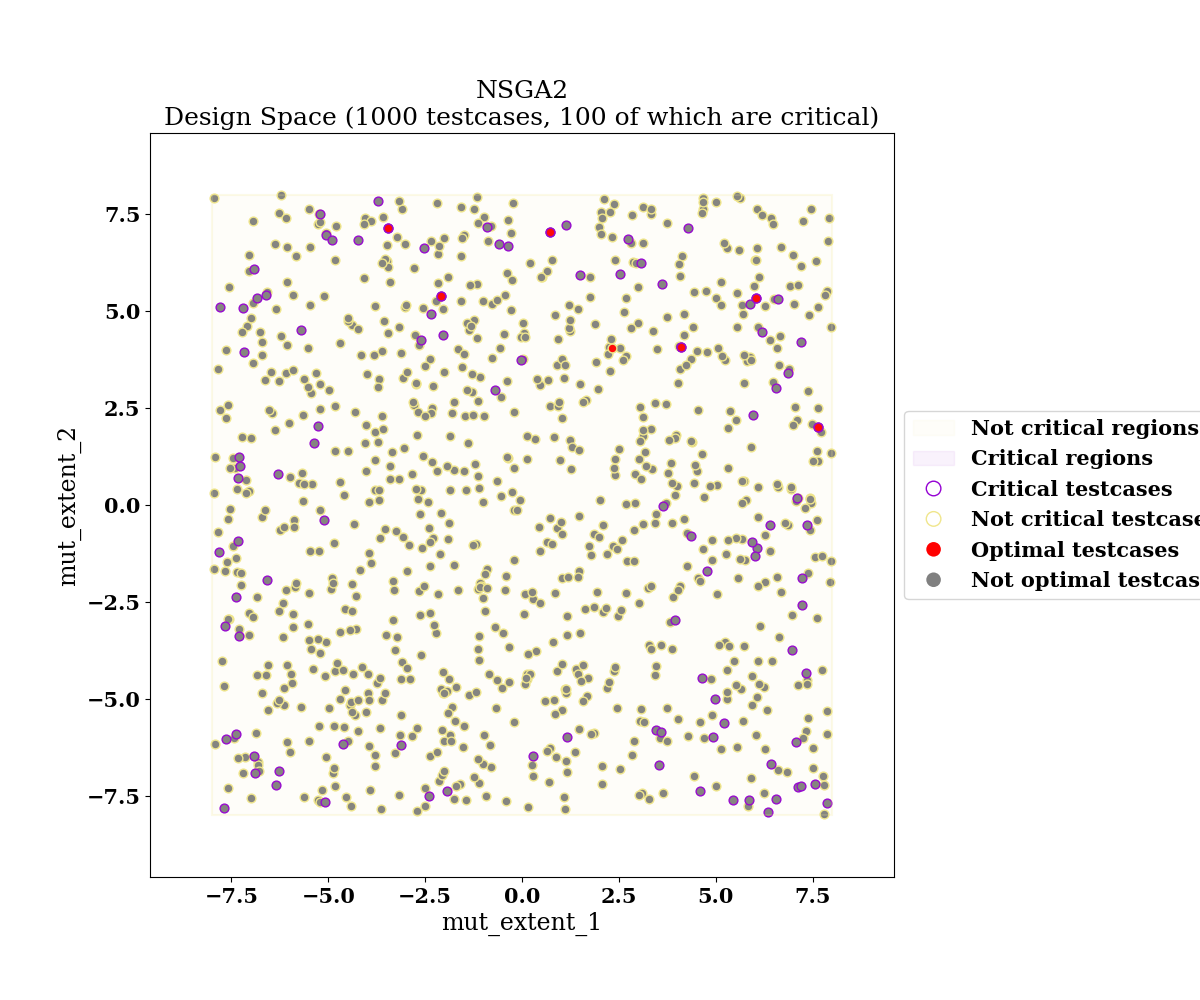 NSGA2
Design Space (1000 testcases, 100 of which are critical)
7.5
5.0
2.5
0.0
−2.5
−5.0
−7.5
mut_extent_2
−7.5
−5.0
−2.5
0.0
2.5
5.0
7.5
mut_extent_1
Not critical regions
Critical regions
Critical testcases
Not critical testcase
Optimal testcases
Not optimal testcas